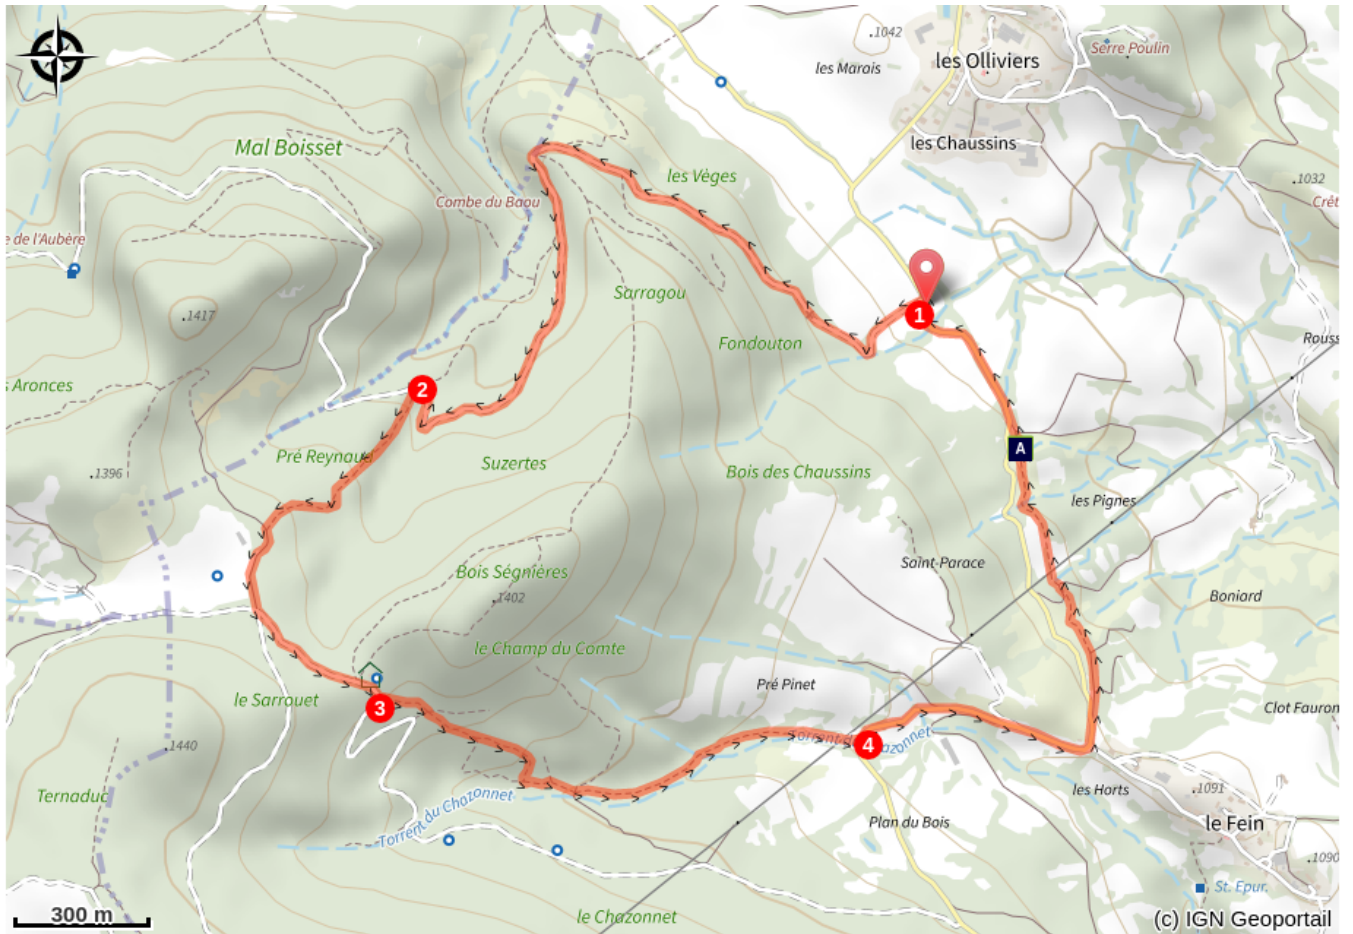 .1042
les Olliviers
Serre Poulin
les Marais
les Chaussins
Mal Boisset
les Vèges
.1032
Combe du Baou
Crêt
e de l'Aubère
Sarragou
1
.1417
Fondouton
Rouss
s Aronces
2
A
Pré Reynaud
Suzertes
Bois des Chaussins
.1396
les Pignes
Saint-Parace
Bois Ségnières
.1402
Boniard
le Champ du Comte
Pré Pinet
le Sarrouet
3
Clot Fauron
Torrent du Chazonnet
4
.1440
Ternaduc
les Horts
.1091
Torrent du Chazonnet
Plan du Bois
le Fein
.1090
St. Epur.
300 m
le Chazonnet
(c) IGN Geoportail